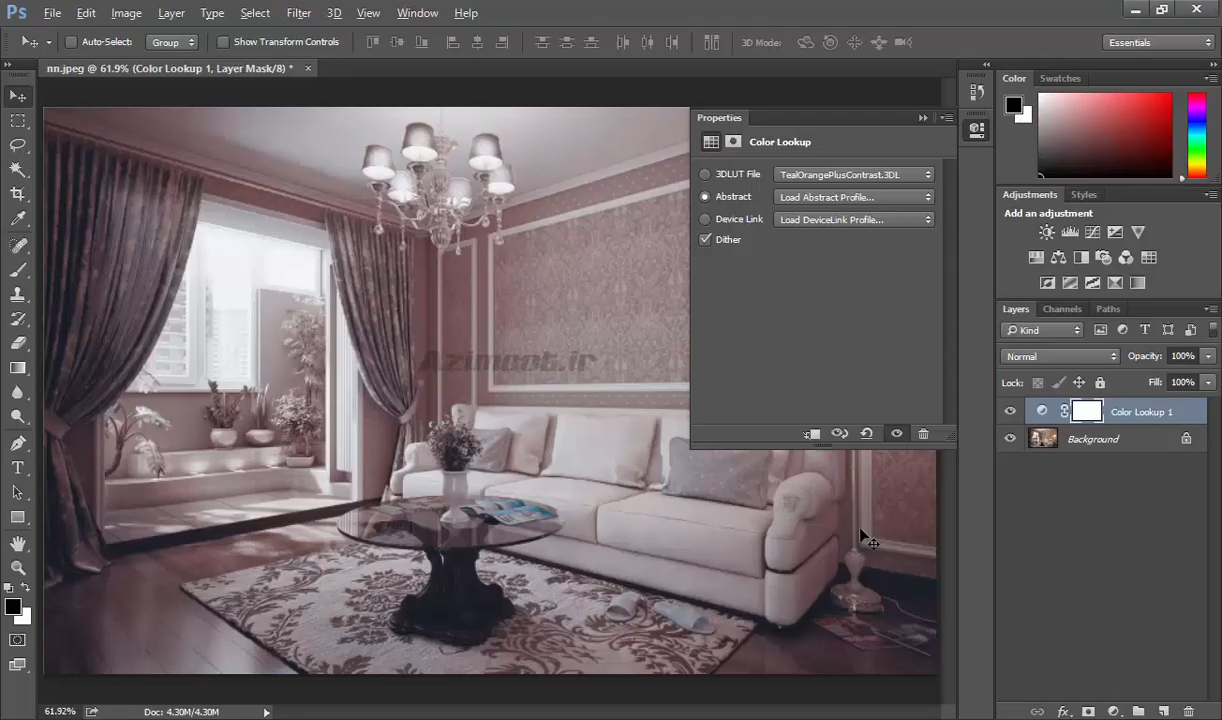 Ps File Edit Image Layer Type Select Filter 3D View Window Help
Auto-Select: Group Show Transform Controls 3D Mode: Essentials
nn.jpeg @ 61.9% (Color Lookup 1, Layer Mask/8) * ×
Color Swatches
Properties
Color Lookup
3DLUT File TealOrangePlusContrast.3DL
Abstract Load Abstract Profile...
Device Link Load DeviceLink Profile...
Dither
Adjustments Styles
Add an adjustment
Layers Channels Paths
Kind
Normal Opacity: 100%
Lock: Fill: 100%
Color Lookup 1
Background
Azimoot.ir
61.92% Doc: 4.30M/4.30M